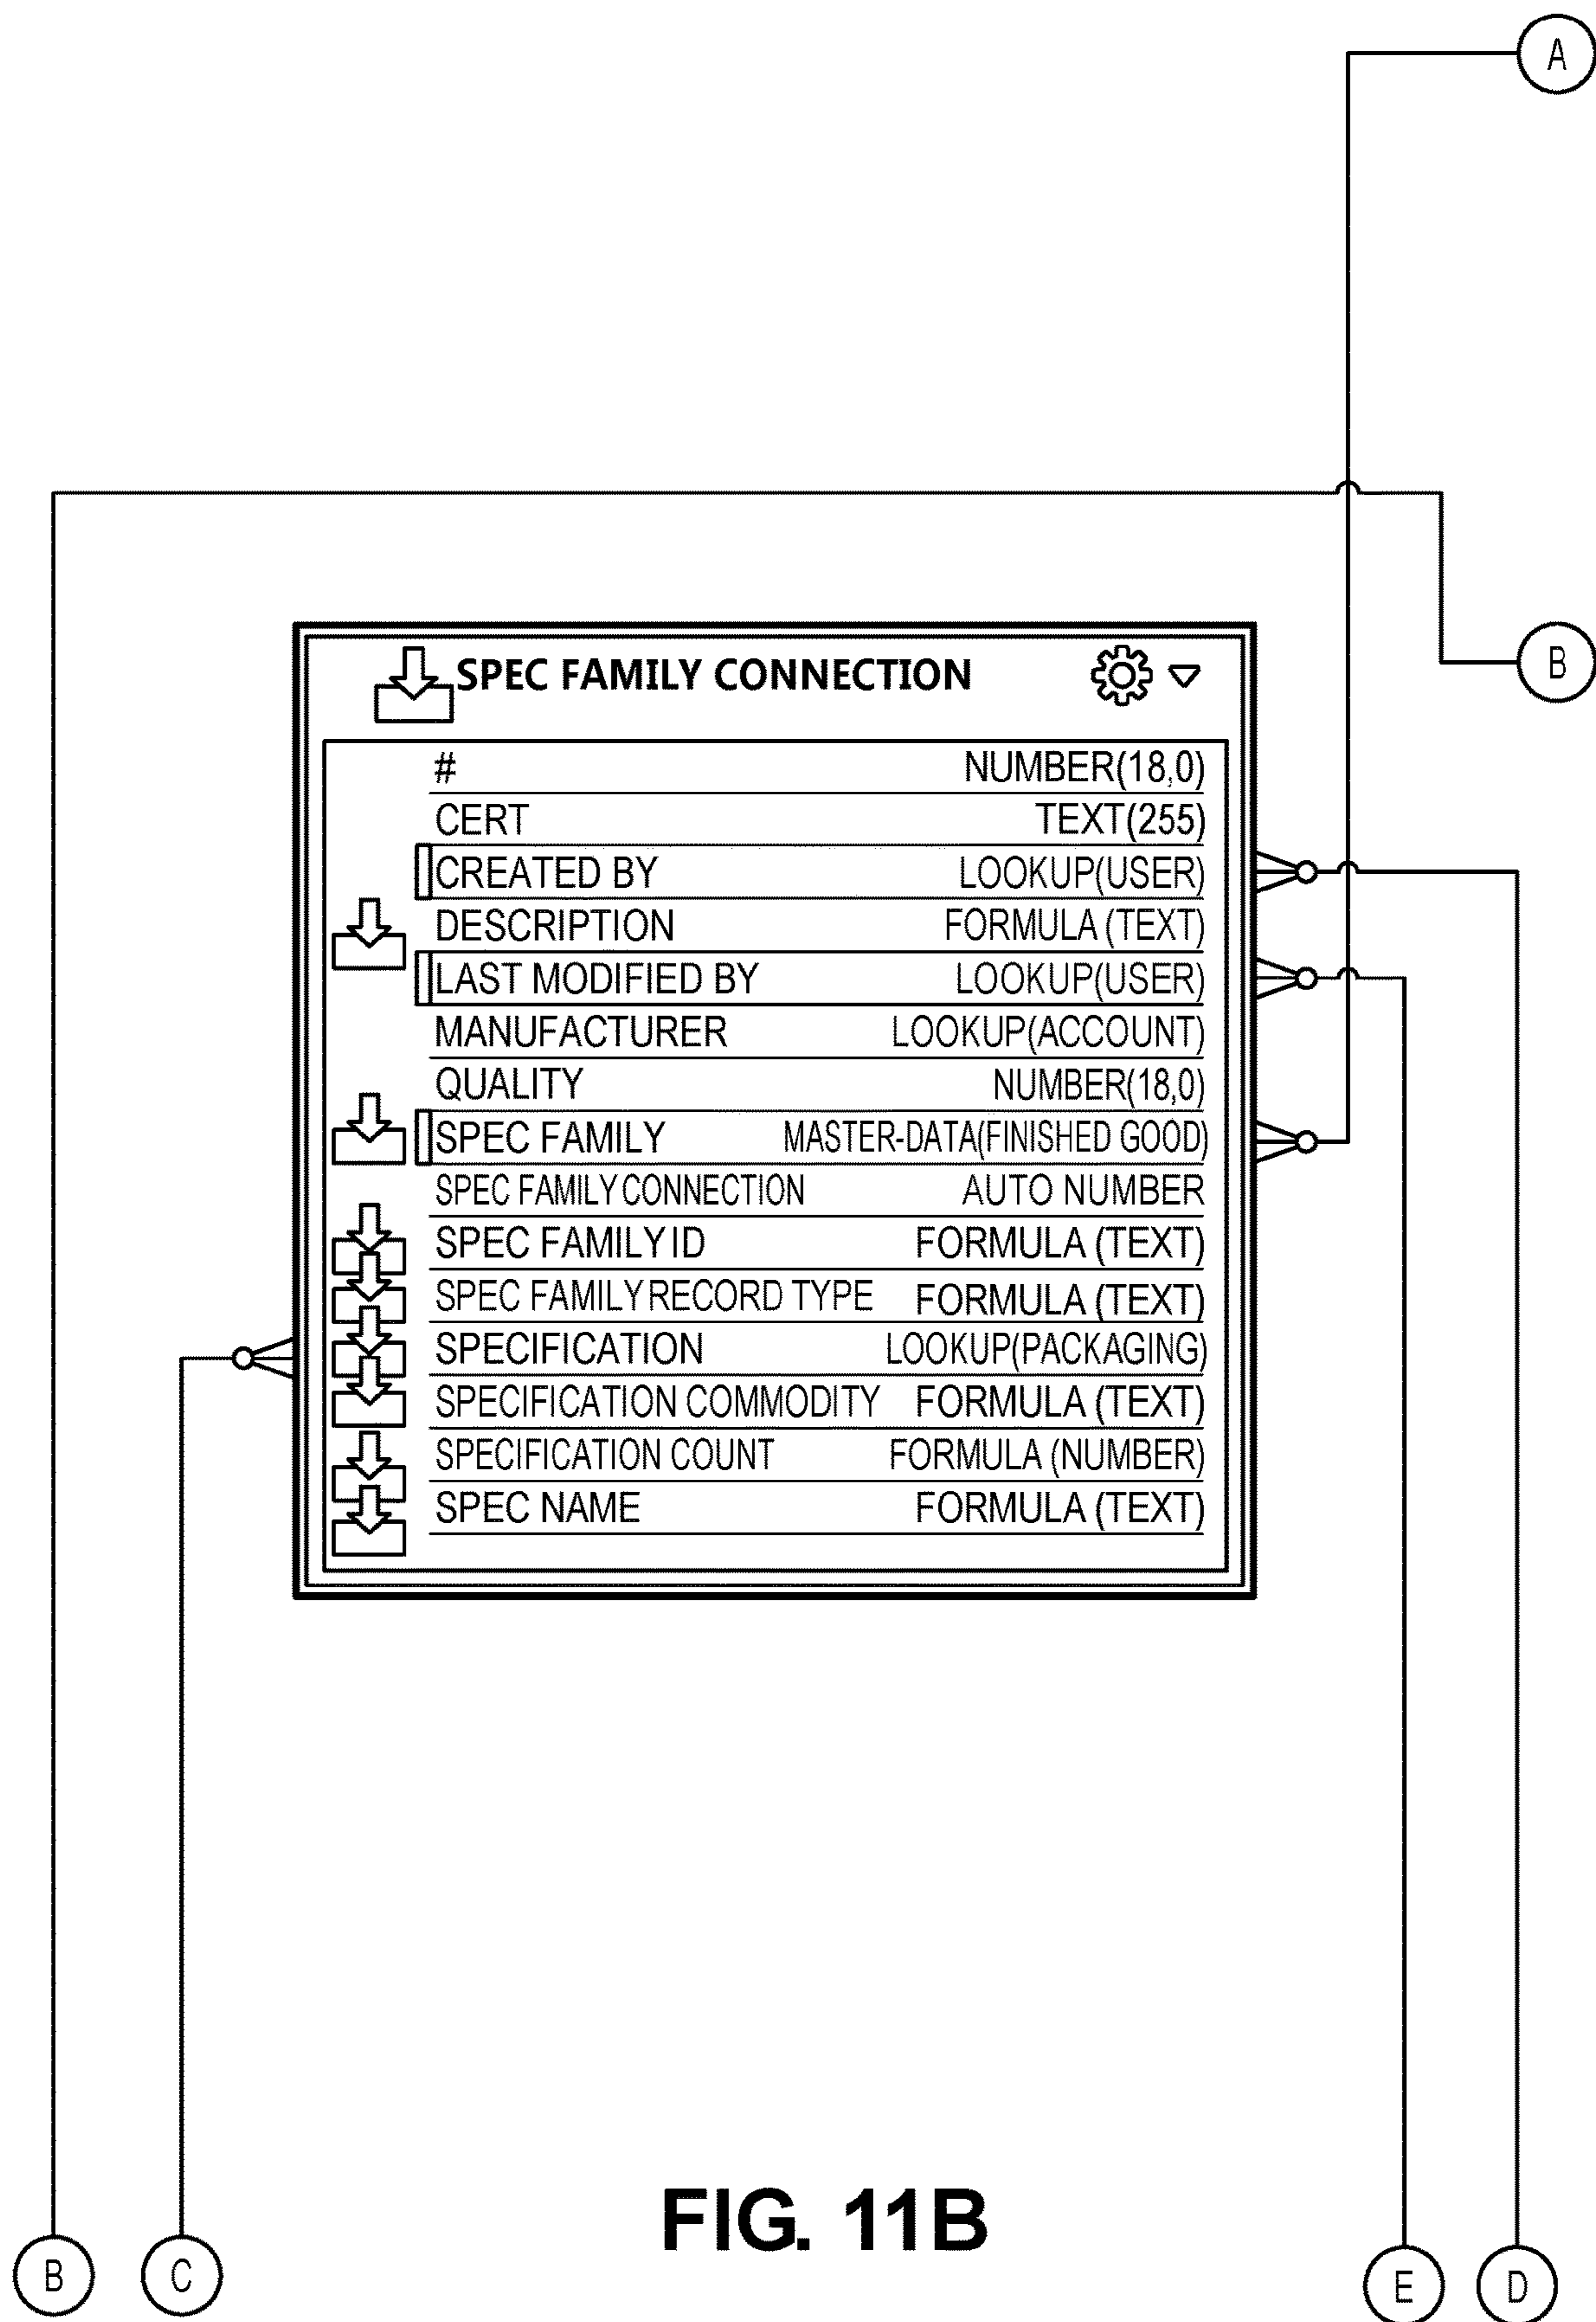 A
B
SPEC FAMILY CONNECTION
# NUMBER(18,0)
CERT TEXT(255)
CREATED BY LOOKUP(USER)
DESCRIPTION FORMULA (TEXT)
LAST MODIFIED BY LOOKUP(USER)
MANUFACTURER LOOKUP(ACCOUNT)
QUALITY NUMBER(18,0)
SPEC FAMILY MASTER-DATA(FINISHED GOOD)
SPEC FAMILY CONNECTION AUTO NUMBER
SPEC FAMILY ID FORMULA (TEXT)
SPEC FAMILY RECORD TYPE FORMULA (TEXT)
SPECIFICATION LOOKUP(PACKAGING)
SPECIFICATION COMMODITY FORMULA (TEXT)
SPECIFICATION COUNT FORMULA (NUMBER)
SPEC NAME FORMULA (TEXT)
FIG. 11B
B C E D